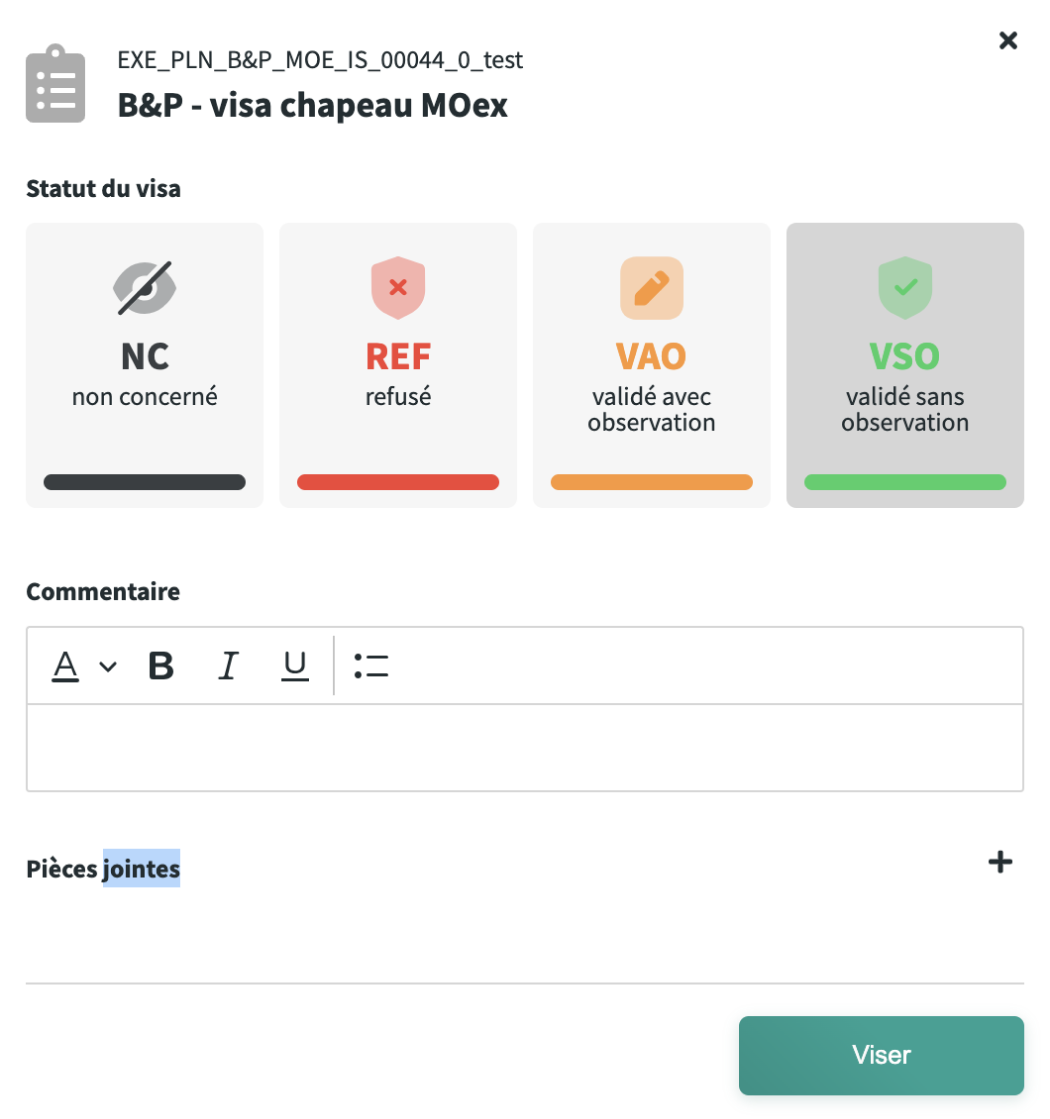 EXE_PLN_B&P_MOE_IS_00044_0_test
B&P - visa chapeau MOex
Statut du visa
NC
non concerné
REF
refusé
VAO
validé avec
observation
VSO
validé sans
observation
Commentaire
A B I U
Pièces jointes
Viser